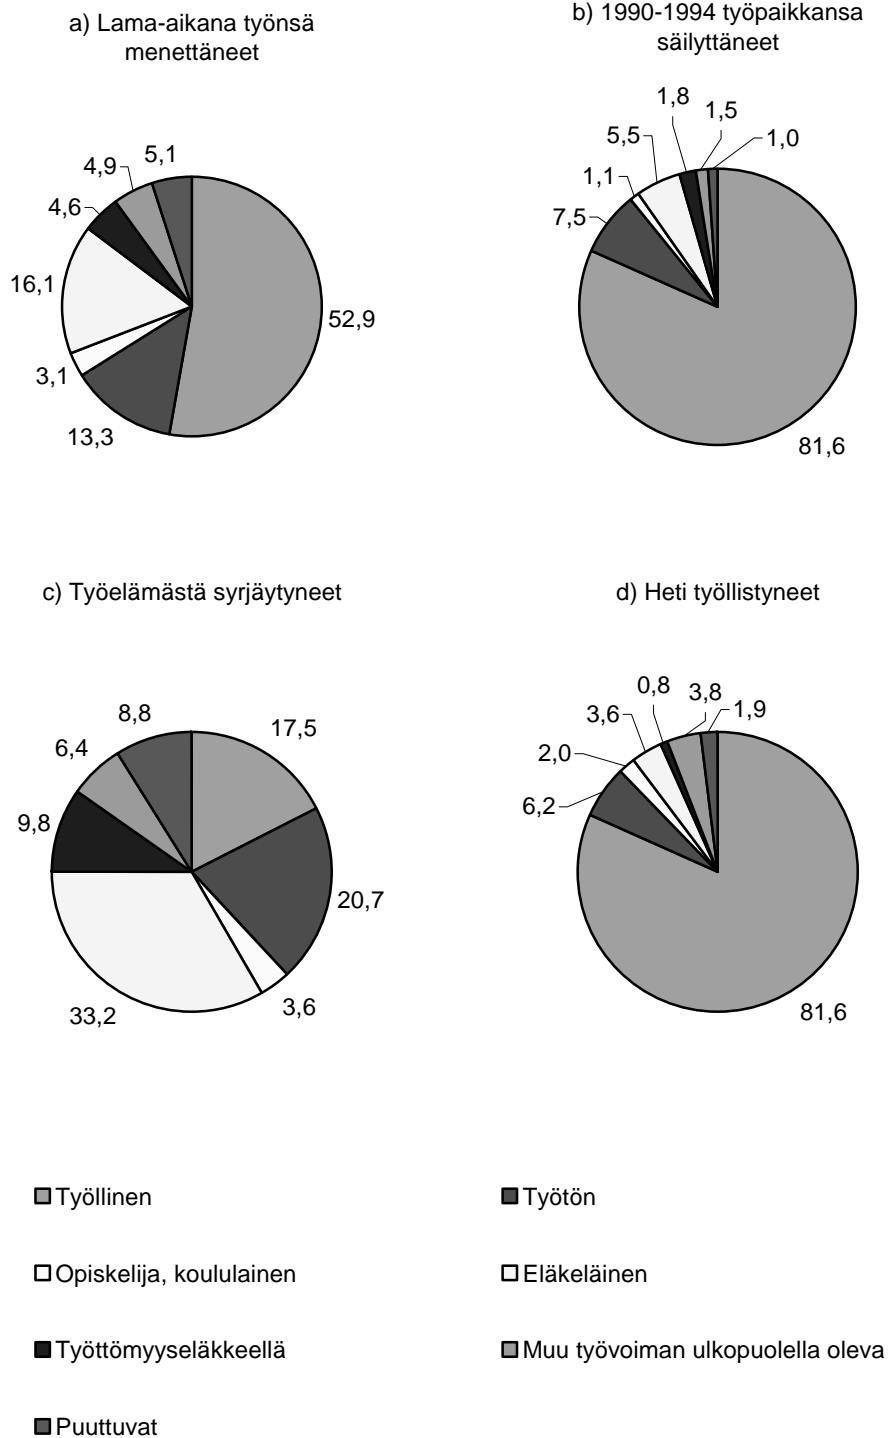 a) Lama-aikana työnsä
menettäneet
b) 1990-1994 työpaikkansa
säilyttäneet
5,1
4,9
4,6
16,1
3,1
13,3
52,9
1,8
1,5
1,0
5,5
1,1
7,5
81,6
c) Työelämästä syrjäytyneet
d) Heti työllistyneet
8,8
6,4
9,8
33,2
3,6
20,7
17,5
0,8
3,8
1,9
3,6
2,0
6,2
81,6
Työllinen
Työtön
Opiskelija, koululainen
Eläkeläinen
Työttömyyseläkkeellä
Muu työvoiman ulkopuolella oleva
Puuttuvat